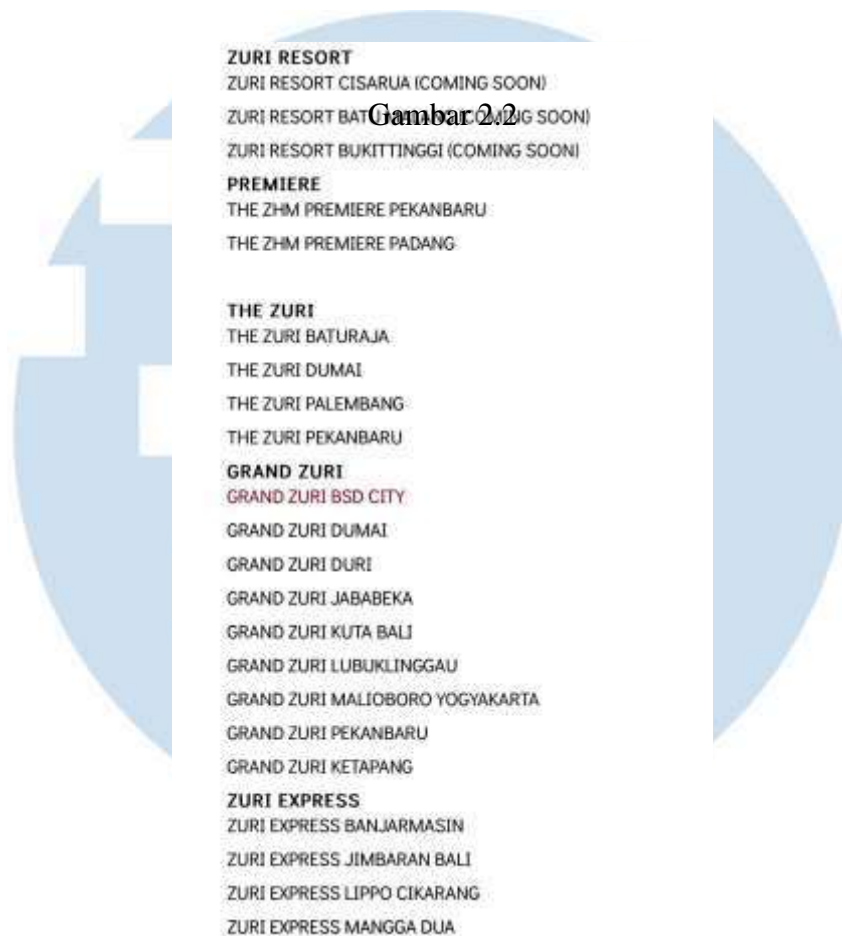 ZURI RESORT
ZURI RESORT CISARUA (COMING SOON)
ZURI RESORT SOON)
Gambar 2.2
ZURI RESORT BUKITTINGGI (COMING SOON)
PREMIERE
THE ZHM PREMIERE PEKANBARU
THE ZHM PREMIERE PADANG
THE ZURI
THE ZURI BATURAJA
THE ZURI DUMAI
THE ZURI PALEMBANG
THE ZURI PEKANBARU
GRAND ZURI
GRAND ZURI BSD CITY
GRAND ZURI DUMAI
GRAND ZURI DURI
GRAND ZURI JABABEKA
GRAND ZURI KUTA BALI
GRAND ZURI LUBUKLINGGAU
GRAND ZURI MALIOBORO YOGYAKARTA
GRAND ZURI PEKANBARU
GRAND ZURI KETAPANG
ZURI EXPRESS
ZURI EXPRESS BANJARMASIN
ZURI EXPRESS JIMBARAN BALI
ZURI EXPRESS LIPPO CIKARANG
ZURI EXPRESS MANGGA DUA